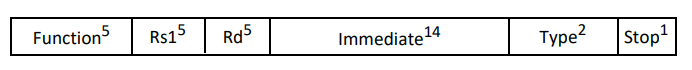 Function⁵ Rs1⁵ Rd⁵ Immediate¹⁴ Type² Stop¹